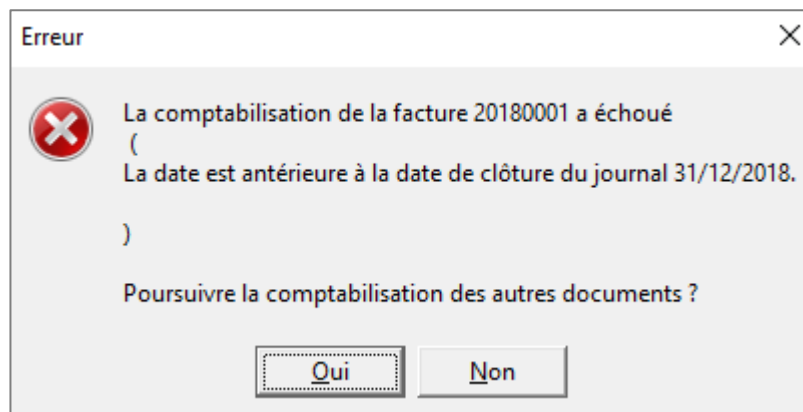 Erreur
La comptabilisation de la facture 20180001 a échoué
(
La date est antérieure à la date de clôture du journal 31/12/2018.
)
Poursuivre la comptabilisation des autres documents ?
Oui
Non